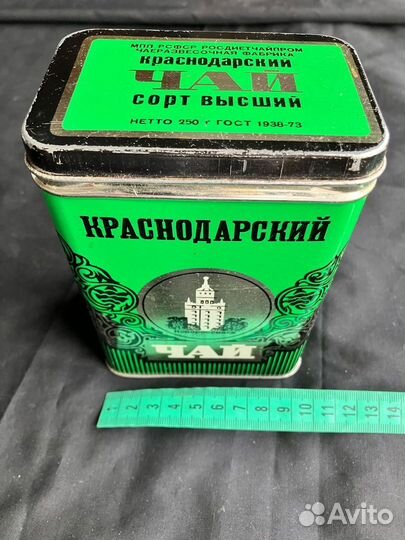 МПП РСФСР РОСДИЕТЧАЙПРОМ
ЧАЕРАЗВЕСОЧНАЯ ФАБРИКА
КРАСНОДАРСКИЙ
ЧАЙ
СОРТ ВЫСШИЙ
НЕТТО 250 г ГОСТ 1938-73
КРАСНОДАРСКИЙ
ЧАЙ
1 2 3 4 5 6 7 8 9 10 11 12 13 14
Avito